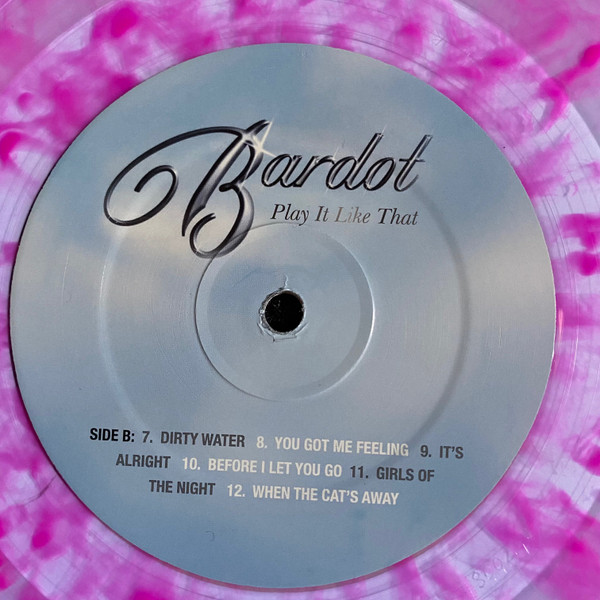 Bardot
Play It Like That
SIDE B: 7. DIRTY WATER 8. YOU GOT ME FEELING 9. IT'S
ALRIGHT 10. BEFORE I LET YOU GO 11. GIRLS OF
THE NIGHT 12. WHEN THE CAT'S AWAY